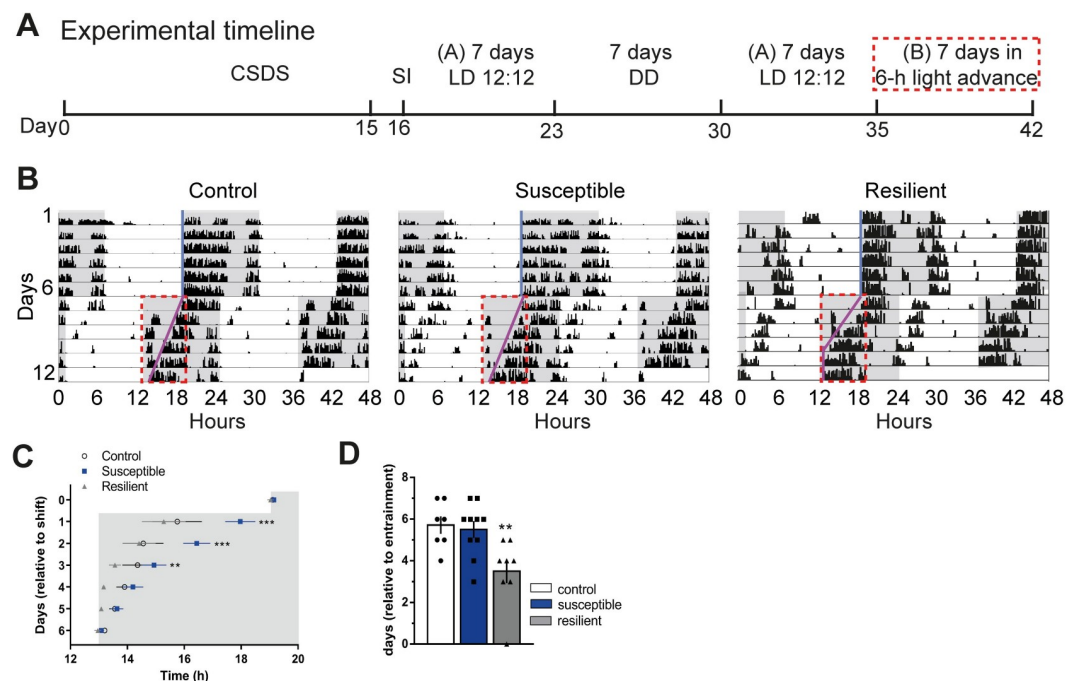 A Experimental timeline
CSDS
SI
(A) 7 days
LD 12:12
7 days
DD
(A) 7 days
LD 12:12
(B) 7 days in
6-h light advance
Day 0 15 16 23 30 35 42
B
Control Susceptible Resilient
Days
1
6
12
0 6 12 18 24 30 36 42 48
Hours
0 6 12 18 24 30 36 42 48
Hours
0 6 12 18 24 30 36 42 48
Hours
C
Control
Susceptible
Resilient
Days (relative to shift)
0
1 ***
2 ***
3 **
4
5
6
12 14 16 18 20
Time (h)
D
days (relative to entrainment)
8
6
4
2
0
**
control
susceptible
resilient